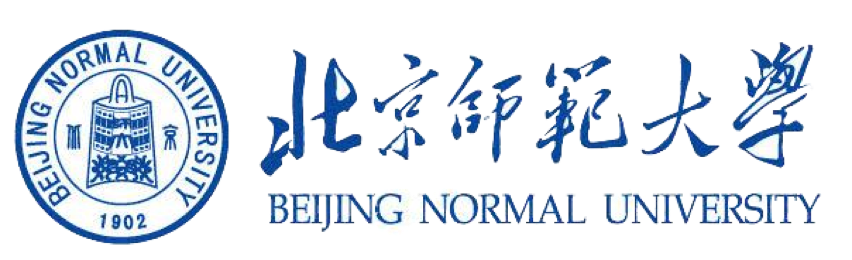 BEIJING NORMAL UNIVERSITY
北 京
1902
北京師範大學
BEIJING NORMAL UNIVERSITY